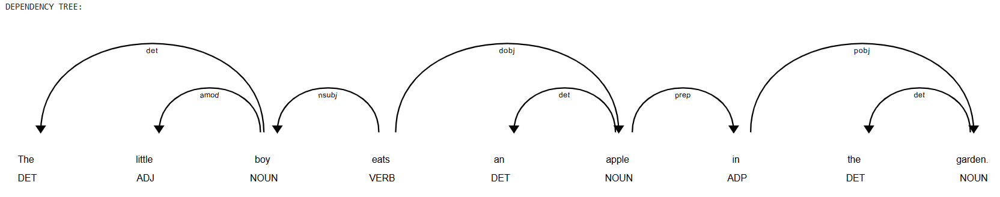 DEPENDENCY TREE:
det dobj pobj
amod nsubj det prep det
The little boy eats an apple in the garden.
DET ADJ NOUN VERB DET NOUN ADP DET NOUN